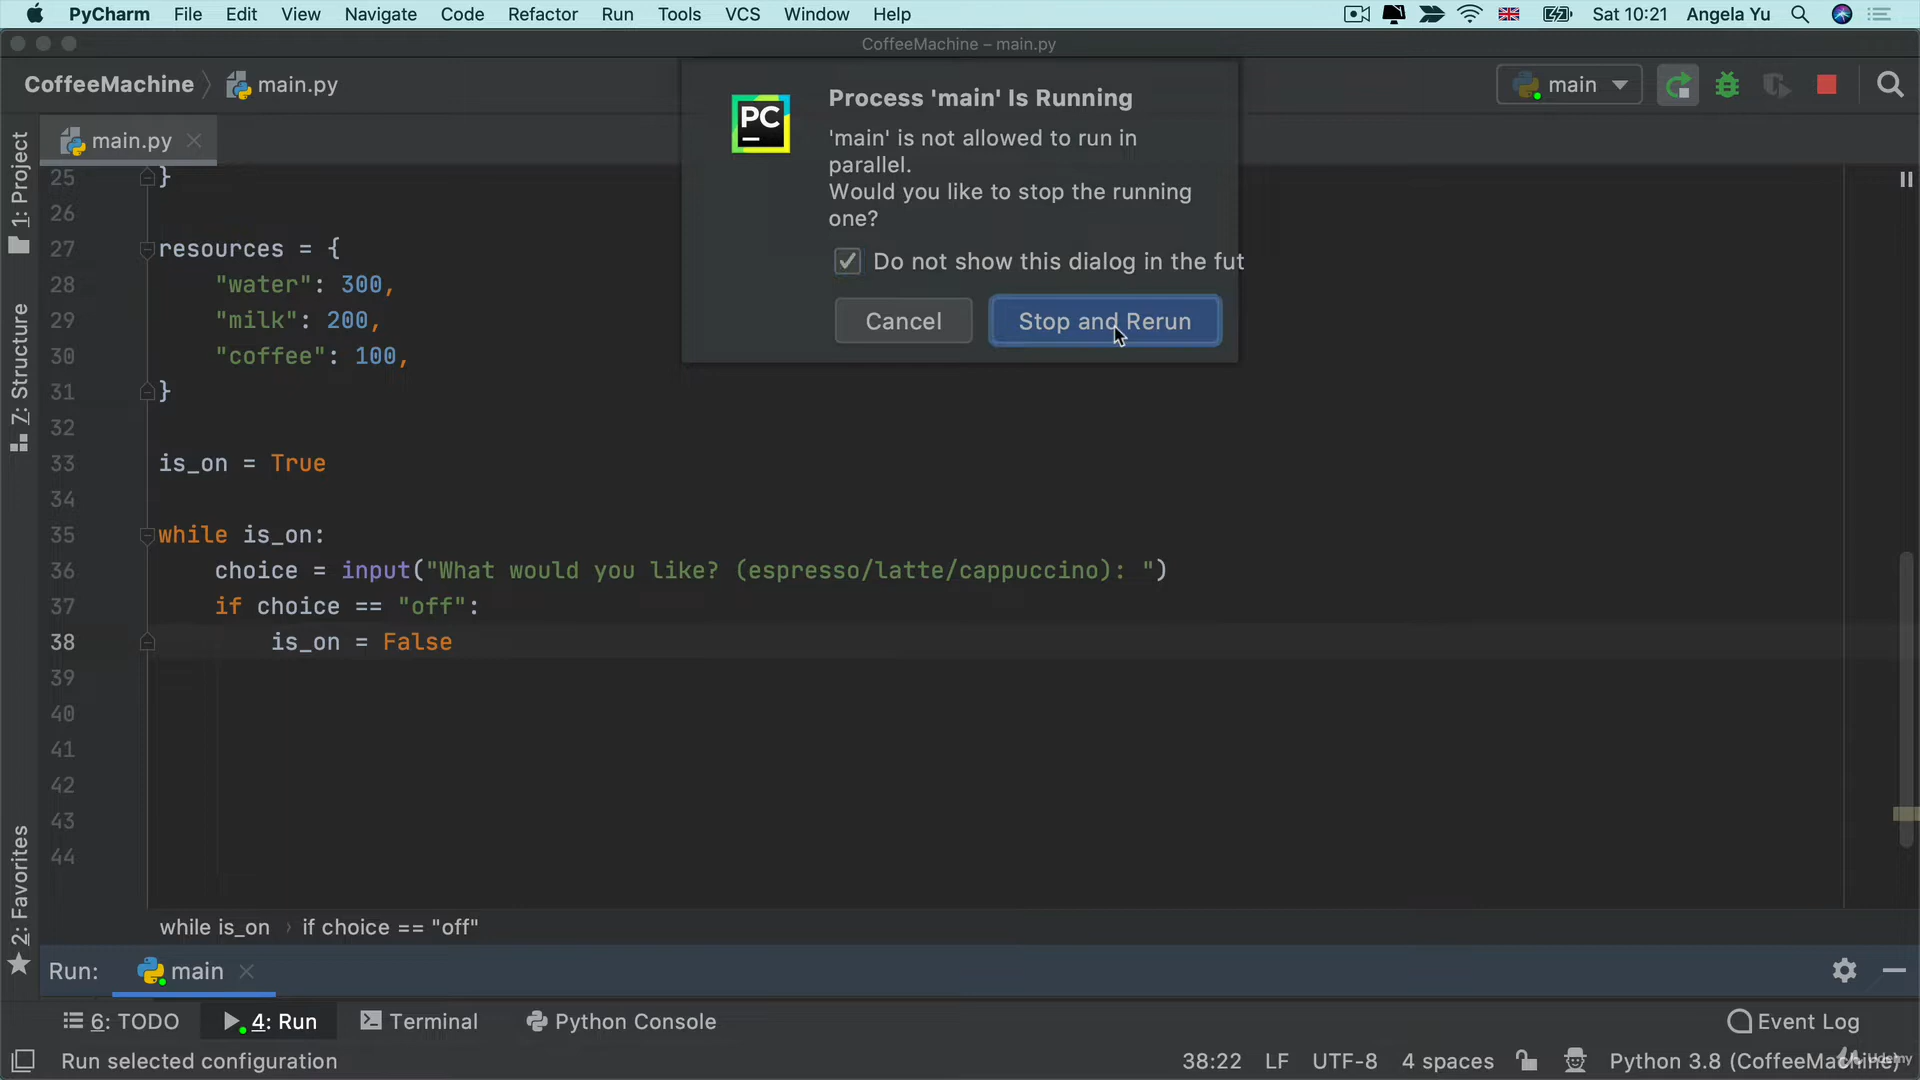 PyCharm File Edit View Navigate Code Refactor Run Tools VCS Window Help Sat 10:21 Angela Yu
CoffeeMachine – main.py
CoffeeMachine main.py main
main.py
Process 'main' Is Running
'main' is not allowed to run in
parallel.
Would you like to stop the running
one?
Do not show this dialog in the fut
Cancel Stop and Rerun
PC
1: Project
7: Structure
2: Favorites
25 }
26
27 resources = {
28 "water": 300,
29 "milk": 200,
30 "coffee": 100,
31 }
32
33 is_on = True
34
35 while is_on:
36 choice = input("What would you like? (espresso/latte/cappuccino): ")
37 if choice == "off":
38 is_on = False
39
40
41
42
43
44
while is_on › if choice == "off"
Run: main
6: TODO 4: Run Terminal Python Console Event Log
Run selected configuration 38:22 LF UTF-8 4 spaces Python 3.8 (CoffeeMachine)
Udemy